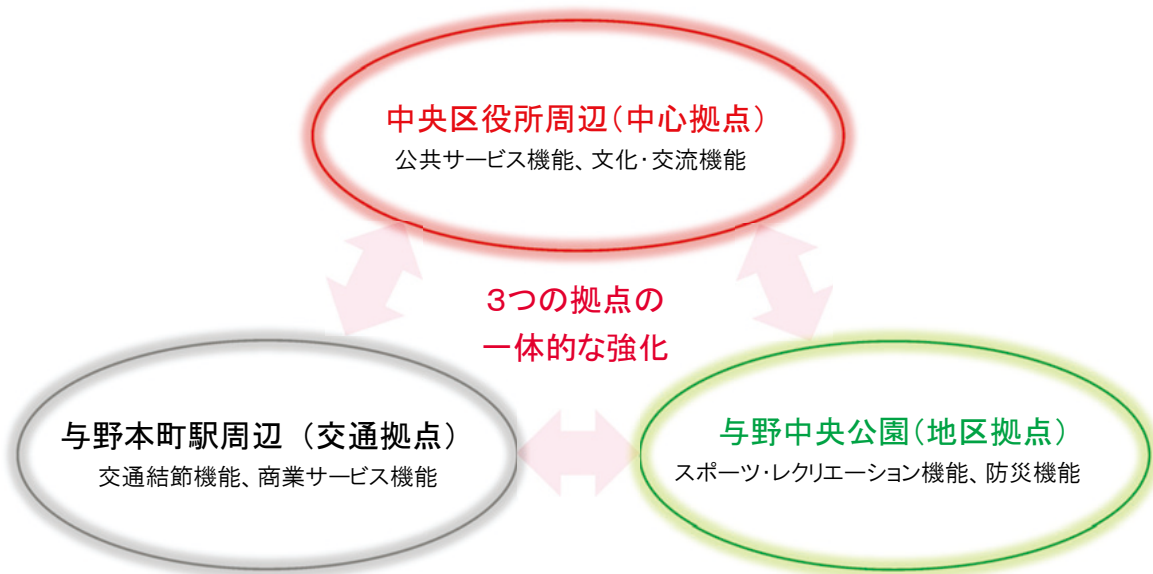 中央区役所周辺(中心拠点)
公共サービス機能、文化・交流機能
3つの拠点の
一体的な強化
与野本町駅周辺 (交通拠点)
交通結節機能、商業サービス機能
与野中央公園(地区拠点)
スポーツ・レクリエーション機能、防災機能